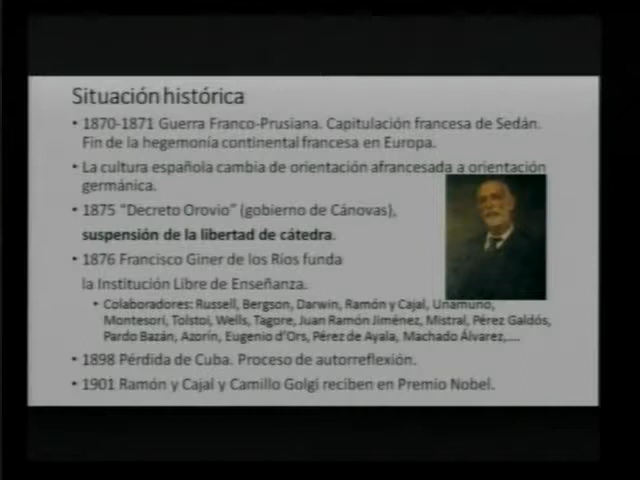 Situación histórica
• 1870-1871 Guerra Franco-Prusiana. Capitulación francesa de Sedán.
Fin de la hegemonía continental francesa en Europa.
• La cultura española cambia de orientación afrancesada a orientación
germánica.
• 1875 "Decreto Orovio" (gobierno de Cánovas),
suspensión de la libertad de cátedra.
• 1876 Francisco Giner de los Ríos funda
la Institución Libre de Enseñanza.
• Colaboradores: Russell, Bergson, Darwin, Ramón y Cajal, Unamuno,
Montesori, Tolstoi, Wells, Tagore, Juan Ramón Jiménez, Mistral, Pérez Galdós,
Pardo Bazán, Azorín, Eugenio d'Ors, Pérez de Ayala, Machado Álvarez,....
• 1898 Pérdida de Cuba. Proceso de autorreflexión.
• 1901 Ramón y Cajal y Camillo Golgi reciben en Premio Nobel.